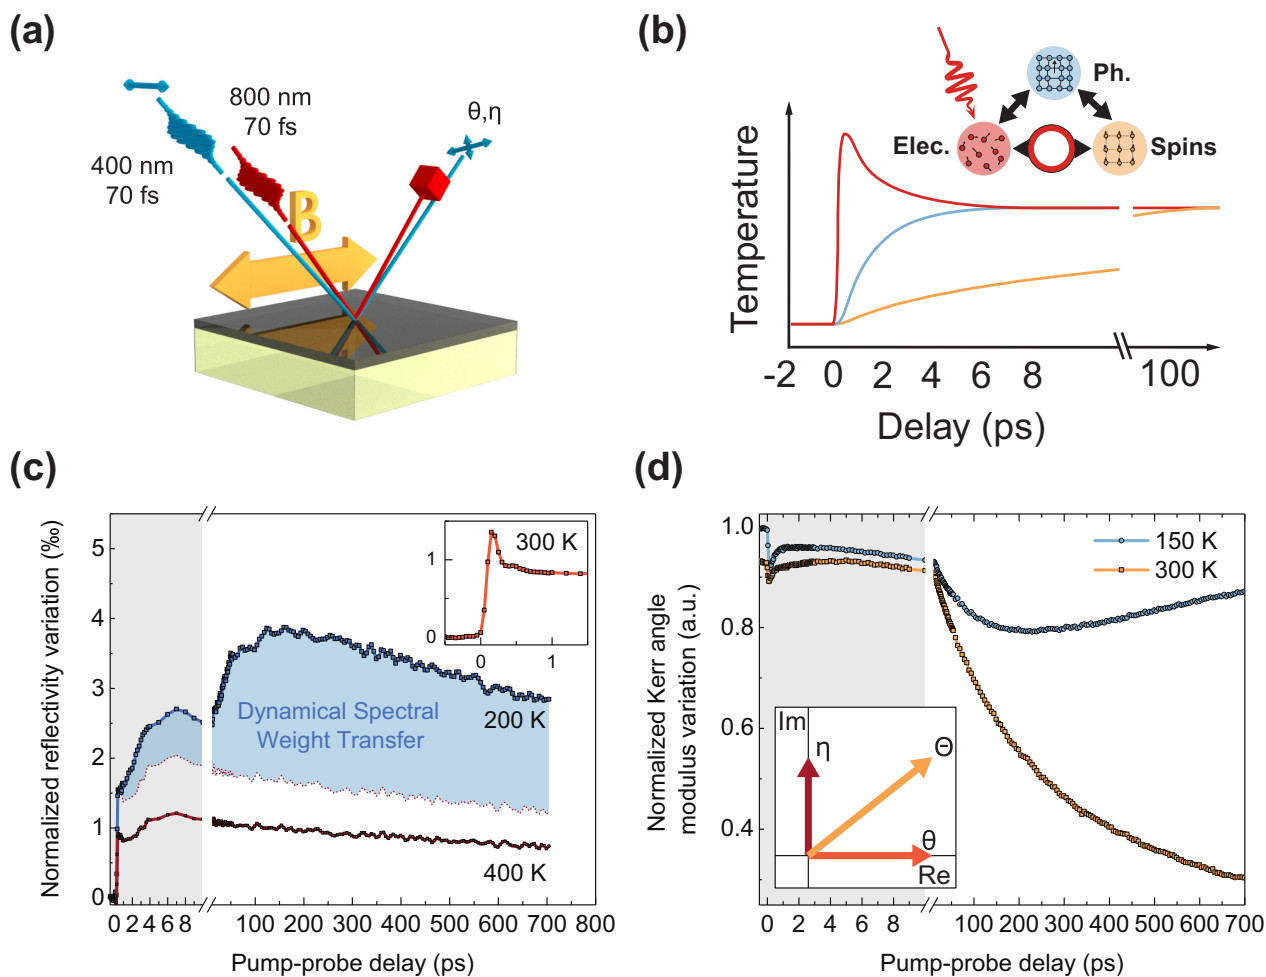 (a)
800 nm
70 fs
400 nm
70 fs
θ,η
B
(b)
Ph.
Elec.
Spins
Temperature
-2 0 2 4 6 8 100
Delay (ps)
(c)
Normalized reflectivity variation (‰)
5
4
3
2
1
0
300 K
1
0
0 1
Dynamical Spectral
Weight Transfer
200 K
400 K
0 2 4 6 8 100 200 300 400 500 600 700 800
Pump-probe delay (ps)
(d)
Normalized Kerr angle
modulus variation (a.u.)
1.0
0.8
0.6
0.4
150 K
300 K
Im
η
Θ
θ
Re
0 2 4 6 8 100 200 300 400 500 600 700
Pump-probe delay (ps)